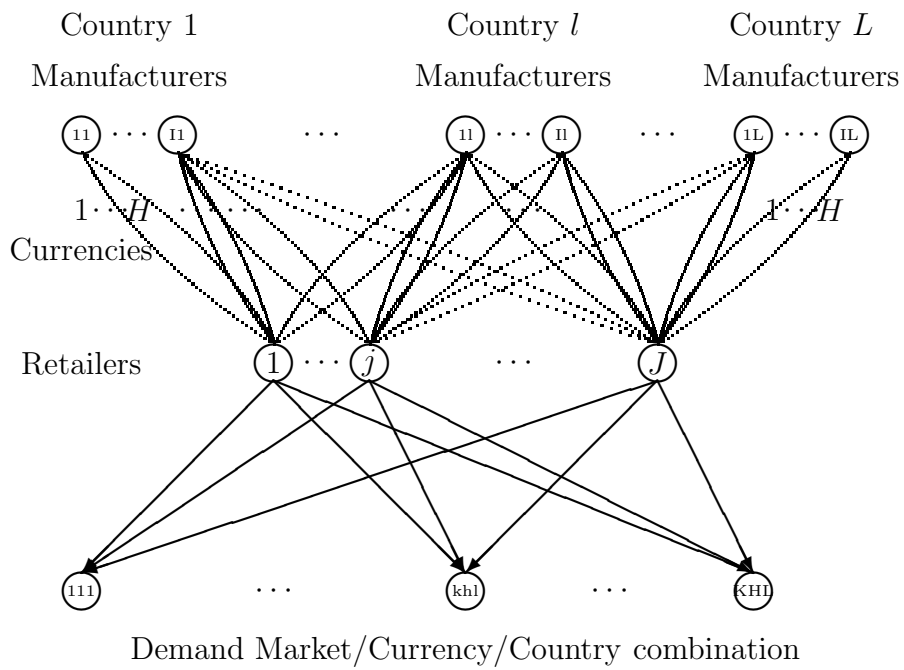 Country 1 Country l Country L
Manufacturers Manufacturers Manufacturers
11 ··· I1 ··· 1l ··· Il ··· 1L ··· IL
1 ··· H ··· ··· ··· 1 ··· H
Currencies
Retailers 1 ··· j ··· J
111 ··· khl ··· KHL
Demand Market/Currency/Country combination